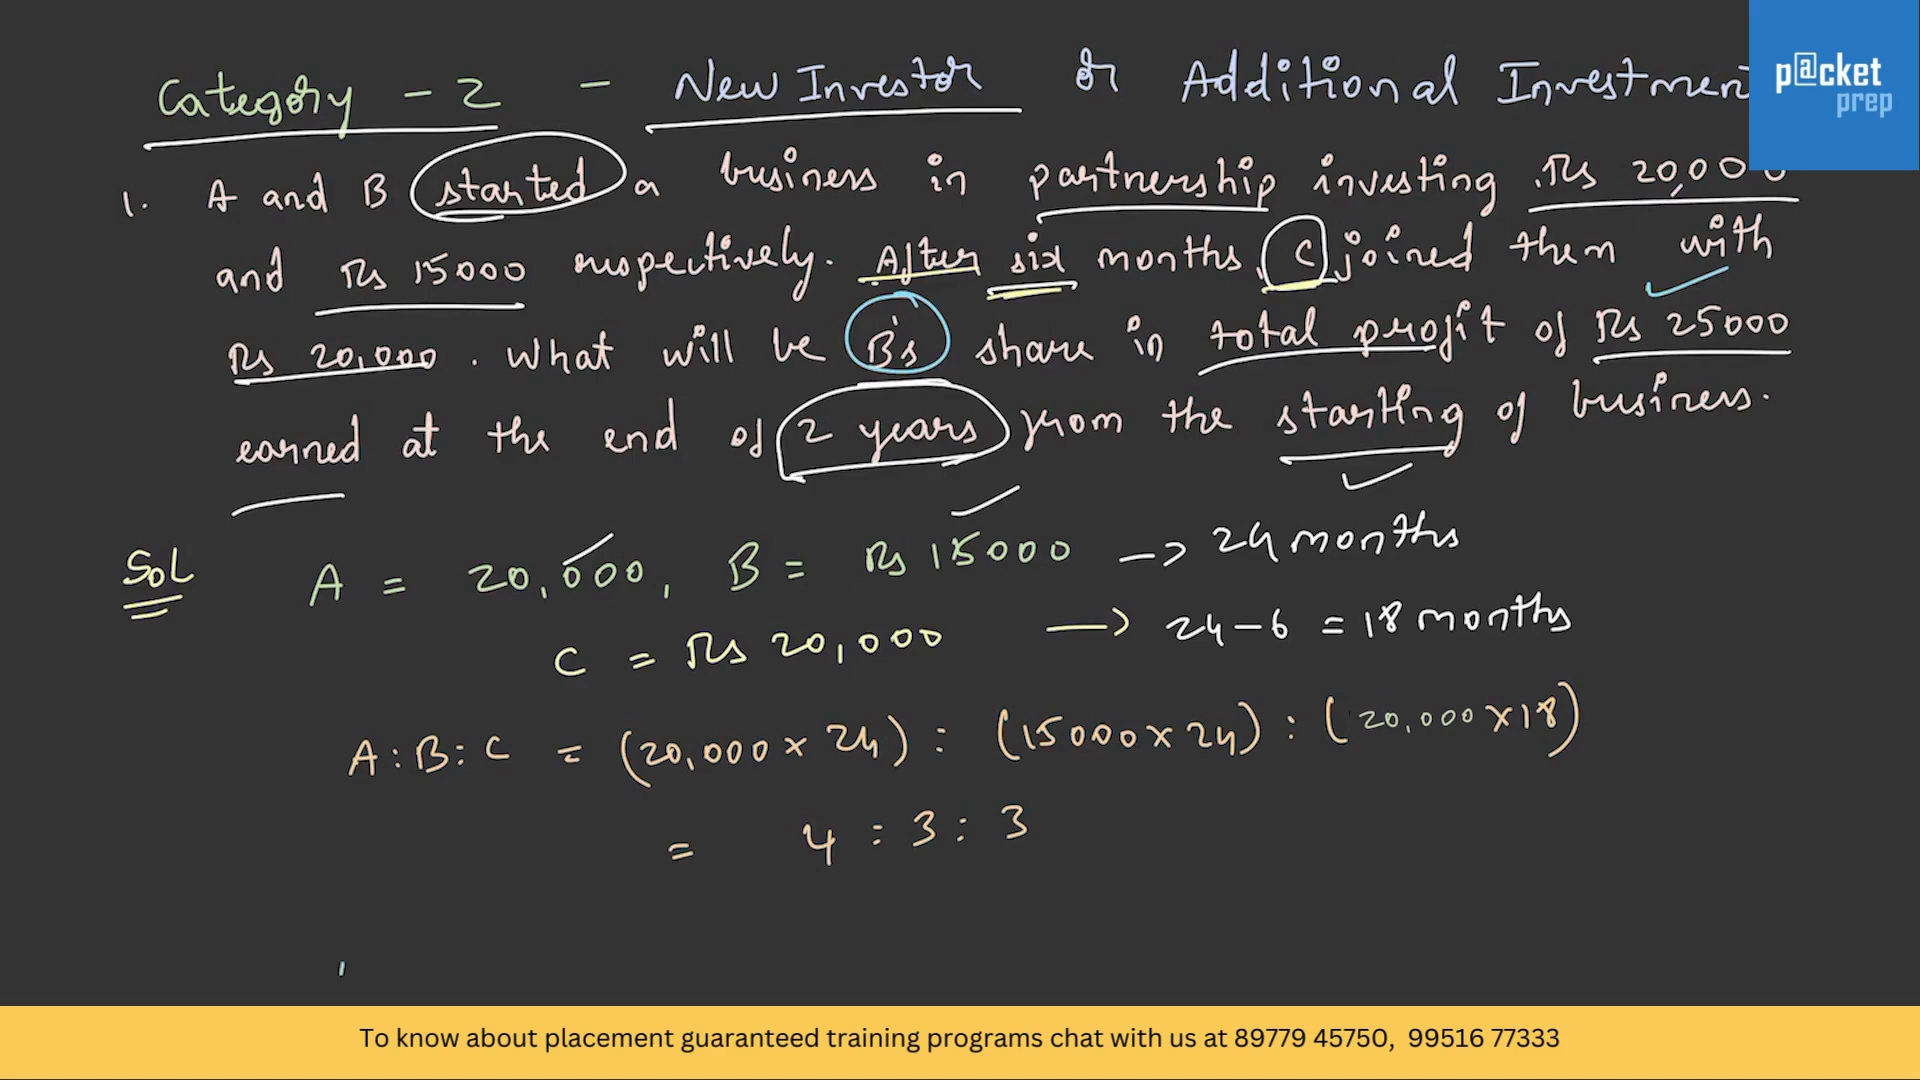 Category - 2 - New Investor or Additional Investmen
p@cket
prep
1. A and B started a business in partnership investing Rs 20,000
and Rs 15000 respectively. After six months, C joined them with
Rs 20,000. What will be B's share in total profit of Rs 25000
earned at the end of 2 years from the starting of business.
Sol A = 20,000, B = Rs 15000 -> 24 months
C = Rs 20,000 -> 24-6 = 18 months
A:B:C = (20,000 x 24) : (15000 x 24) : (20,000 x 18)
= 4 : 3 : 3
To know about placement guaranteed training programs chat with us at 89779 45750, 99516 77333